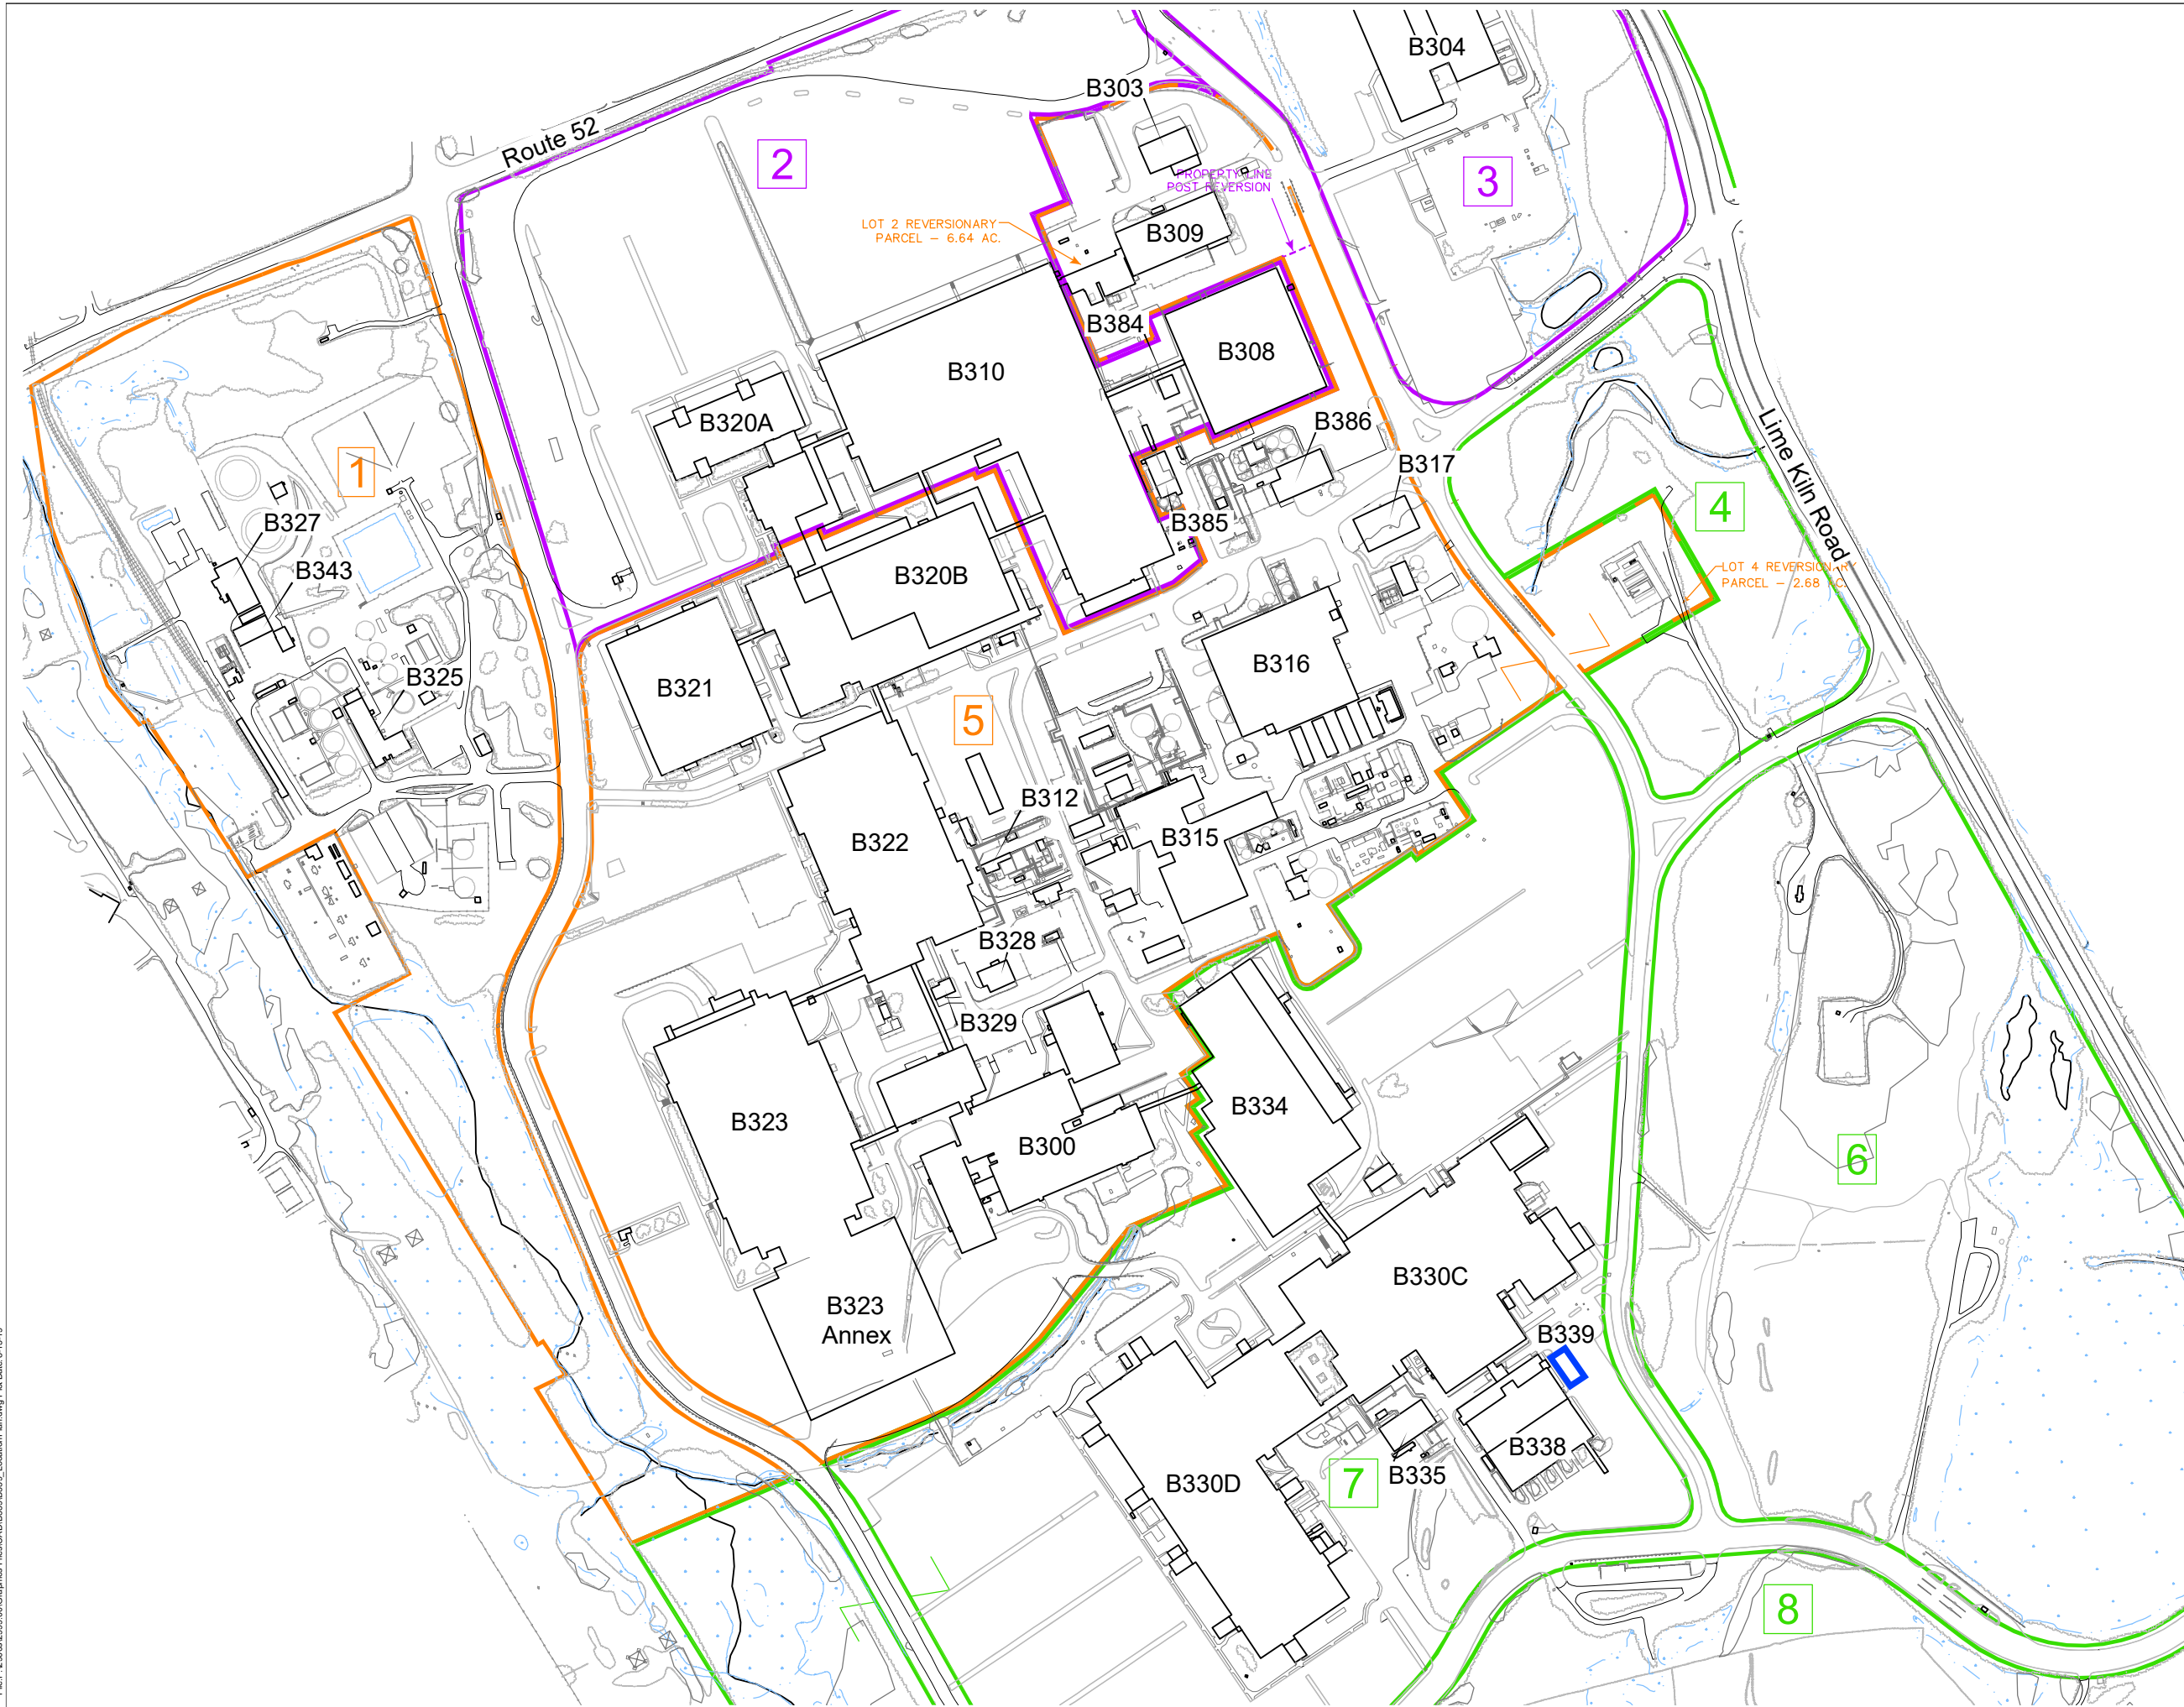 B304
B303
Route 52
2
3
PROPERTY LINE
POST REVERSION
LOT 2 REVERSIONARY
PARCEL – 6.64 AC.
B309
B384
B308
B310
B320A
B386
Lime Kiln Road
B317
1
4
B327
B385
B343
B320B
LOT 4 REVERSIONARY
PARCEL – 2.68 AC.
B316
B325
B321
5
B312
B322
B315
B328
B329
B334
B323
B300
6
B330C
B323
Annex
B339
B338
B335
B330D
7
8